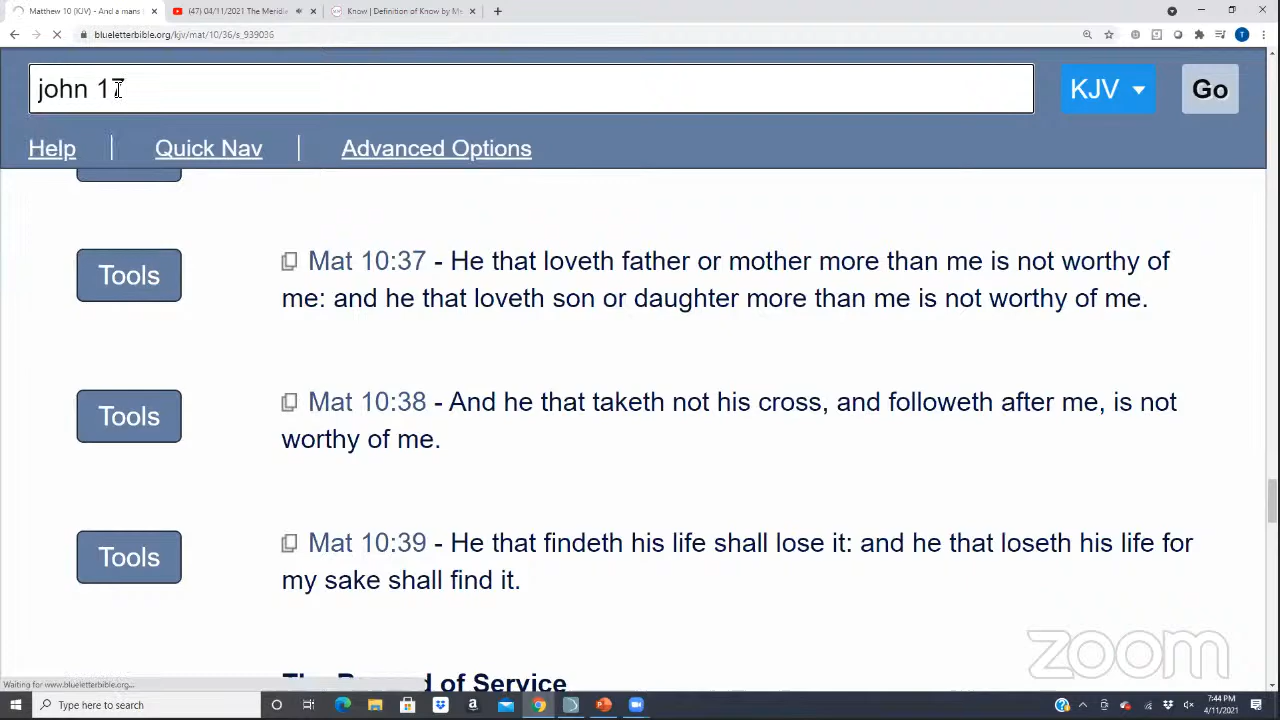 Matthew 10 (KJV) - And a mans
(47) 04/11/2021 The Meridi
Know | Definition of Know by Me
blueletterbible.org/kjv/mat/10/36/s_939036
T
john 17
KJV
Go
Help
Quick Nav
Advanced Options
Tools
Mat 10:37 - He that loveth father or mother more than me is not worthy of
me: and he that loveth son or daughter more than me is not worthy of me.
Tools
Mat 10:38 - And he that taketh not his cross, and followeth after me, is not
worthy of me.
Tools
Mat 10:39 - He that findeth his life shall lose it: and he that loseth his life for
my sake shall find it.
of Service
zoom
Waiting for www.blueletterbible.org...
Type here to search
7:44 PM
4/11/2021